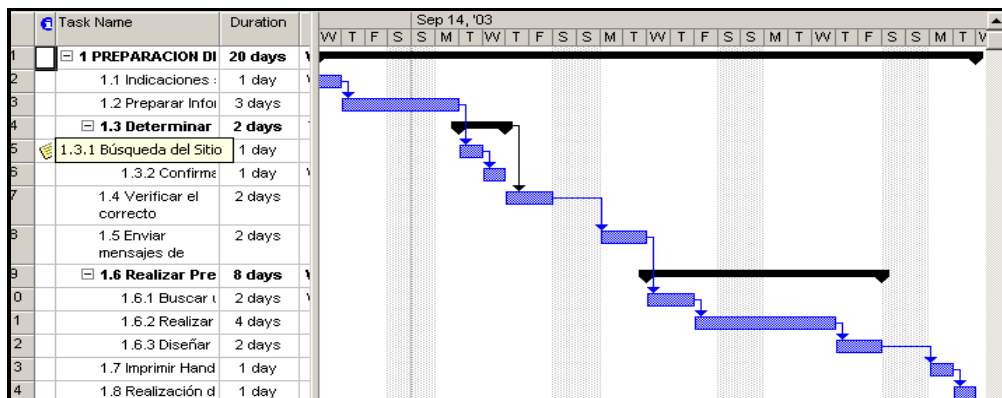 Task Name Duration Sep 14, '03
W T F S S M T W T F S S M T W T F S S M T W T F S S M T W
1 1 PREPARACION DI 20 days
2 1.1 Indicaciones 1 day
3 1.2 Preparar Infor 3 days
4 1.3 Determinar 2 days
5 1.3.1 Búsqueda del Sitio 1 day
6 1.3.2 Confirma 1 day
7 1.4 Verificar el 2 days
correcto
8 1.5 Enviar 2 days
mensajes de
9 1.6 Realizar Pre 8 days
0 1.6.1 Buscar 2 days
1 1.6.2 Realizar 4 days
2 1.6.3 Diseñar 2 days
3 1.7 Imprimir Hand 1 day
4 1.8 Realización d 1 day